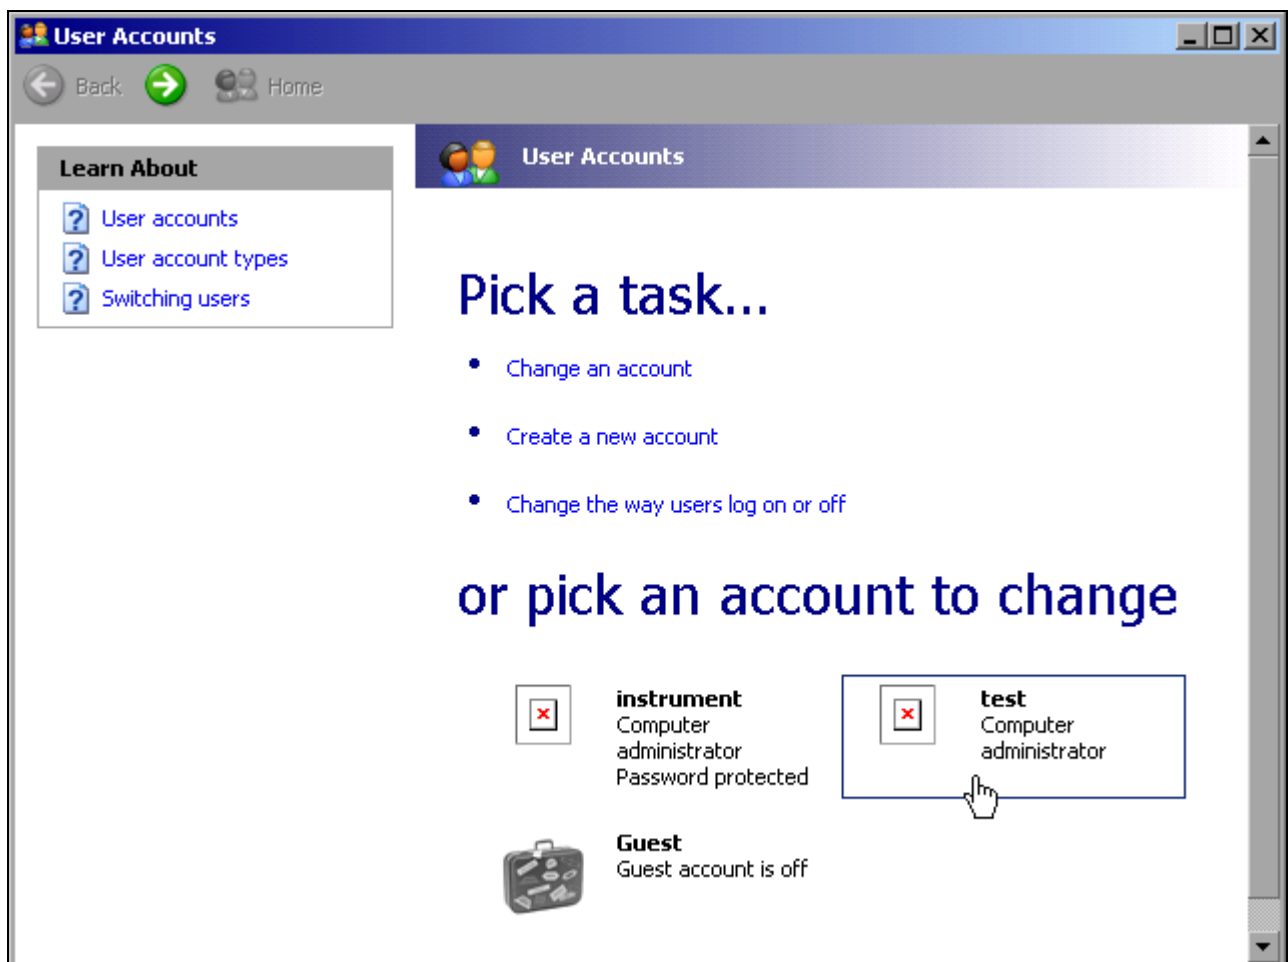 User Accounts
Back
Home
Learn About
User accounts
User account types
Switching users
User Accounts
Pick a task...
Change an account
Create a new account
Change the way users log on or off
or pick an account to change
instrument
Computer
administrator
Password protected
test
Computer
administrator
Guest
Guest account is off